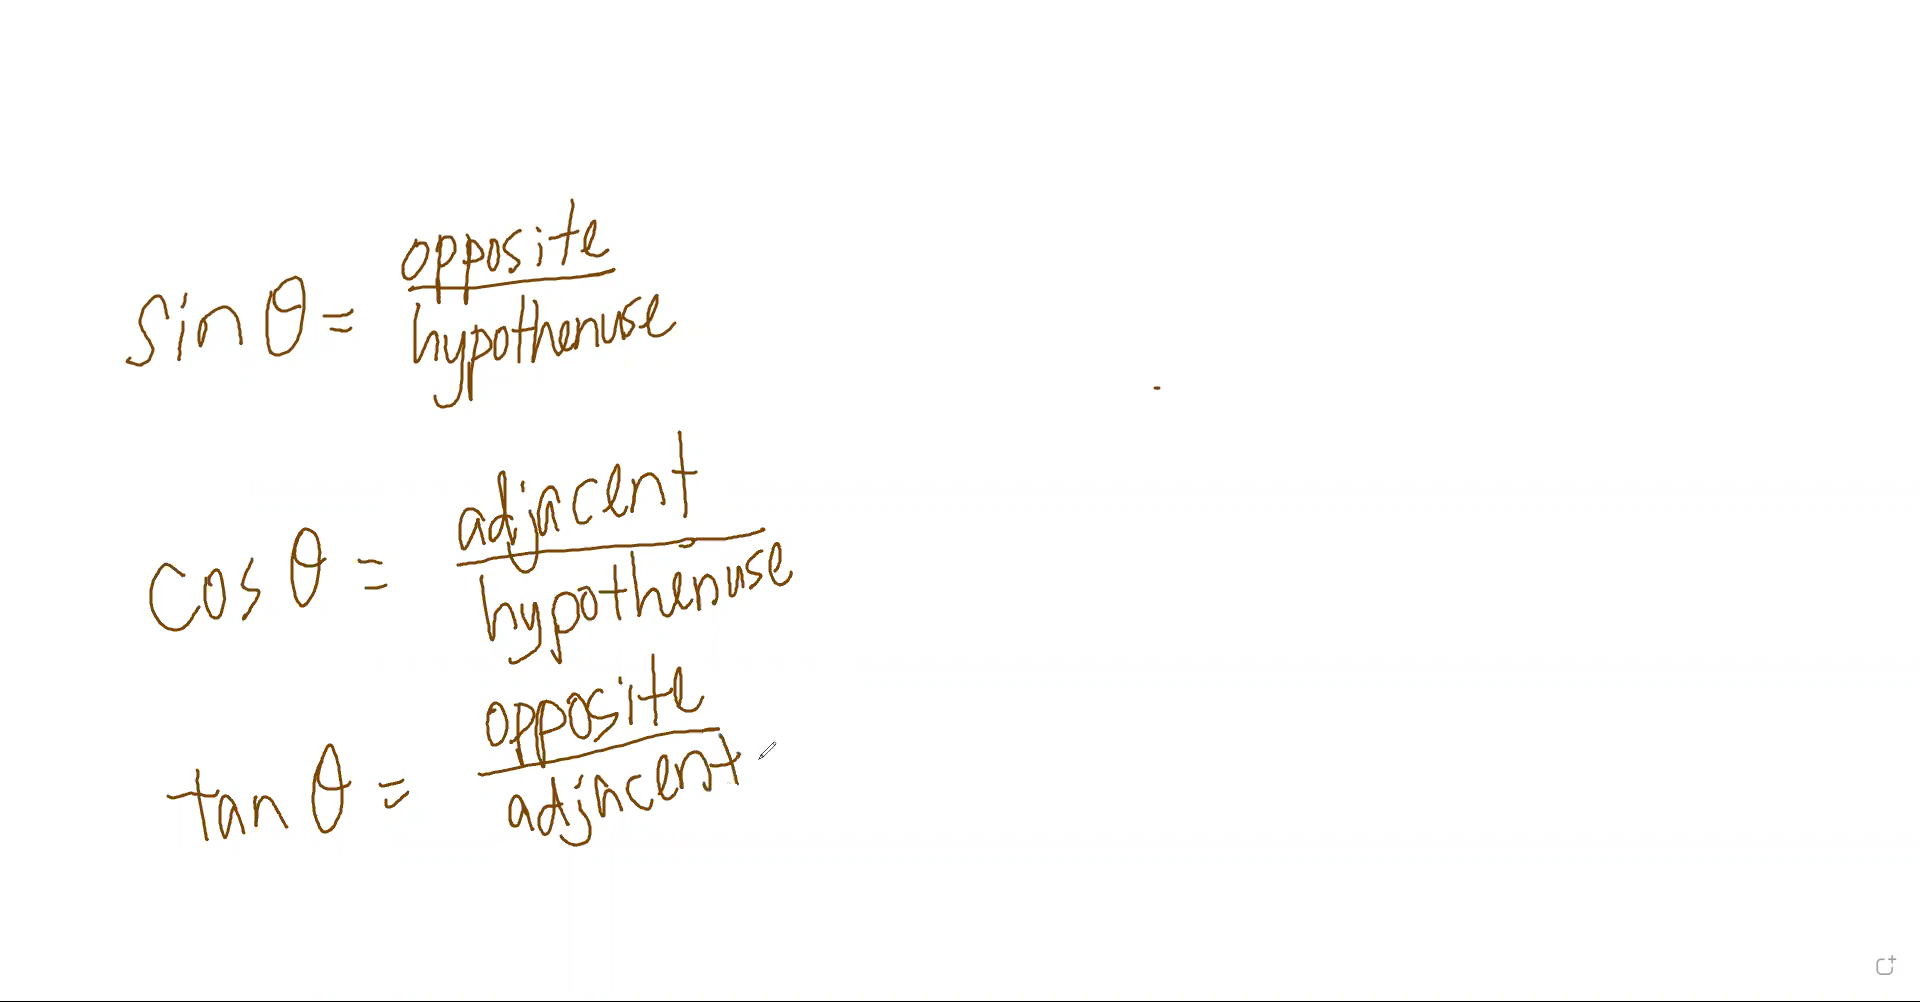 opposite
sin θ =
hypothenuse
adjacent
cos θ =
hypothenuse
opposite
tan θ =
adjacent